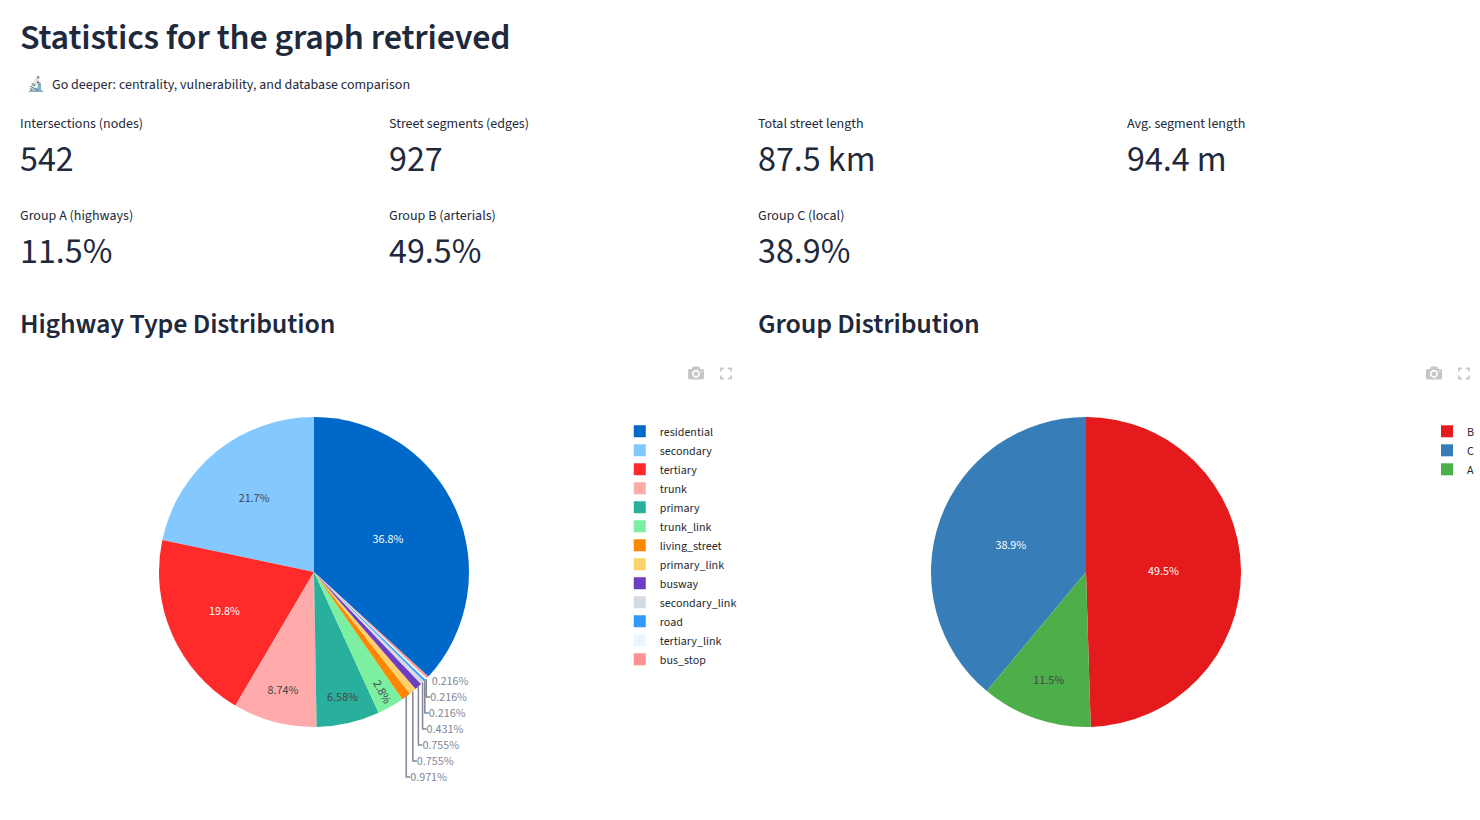 Statistics for the graph retrieved
Go deeper: centrality, vulnerability, and database comparison
Intersections (nodes)
542
Street segments (edges)
927
Total street length
87.5 km
Avg. segment length
94.4 m
Group A (highways)
11.5%
Group B (arterials)
49.5%
Group C (local)
38.9%
Highway Type Distribution
36.8%
21.7%
19.8%
8.74%
6.58%
2.8%
0.216%
0.216%
0.216%
0.431%
0.755%
0.755%
0.971%
residential
secondary
tertiary
trunk
primary
trunk_link
living_street
primary_link
busway
secondary_link
road
tertiary_link
bus_stop
Group Distribution
49.5%
38.9%
11.5%
B
C
A